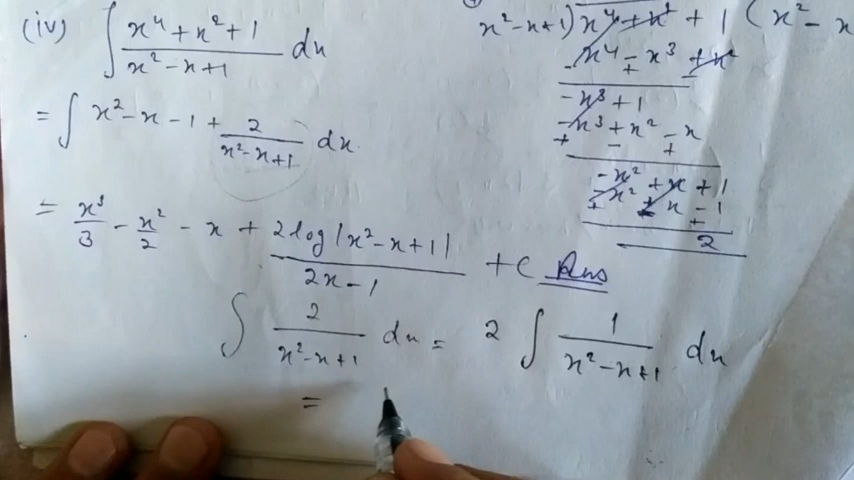 (iv) ∫ x⁴ + x² + 1 / x² - x + 1 dx
= ∫ x² - x - 1 + 2 / x² - x + 1 dx
= x³/3 - x²/2 - x + 2 log |x² - x + 1| / 2x - 1 + c Ans
∫ 2 / x² - x + 1 dx = 2 ∫ 1 / x² - x + 1 dx
=
x² - x + 1 ) x⁴ + x² + 1 ( x² - x
x⁴ - x³ + x²
- + -
- x³ + 1
- x³ + x² - x
+ - +
- x² + x + 1
- x² + x - 1
+ - +
2